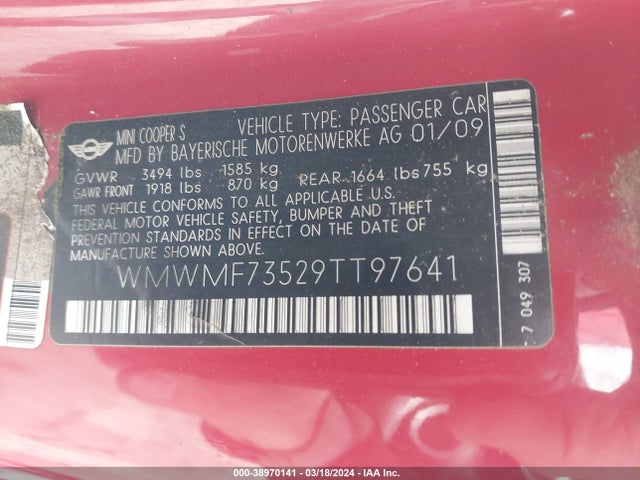 MINI COOPER S VEHICLE TYPE: PASSENGER CAR
MFD BY BAYERISCHE MOTORENWERKE AG 01/09
GVWR 3494 lbs 1585 kg
GAWR FRONT 1918 lbs 870 kg REAR 1664 lbs 755 kg
THIS VEHICLE CONFORMS TO ALL APPLICABLE U.S.
FEDERAL MOTOR VEHICLE SAFETY, BUMPER AND THEFT
PREVENTION STANDARDS IN EFFECT ON THE DATE OF
MANUFACTURE SHOWN ABOVE.
WMWMF73529TT97641
7 049 307
000-38970141 - 03/18/2024 - IAA Inc.